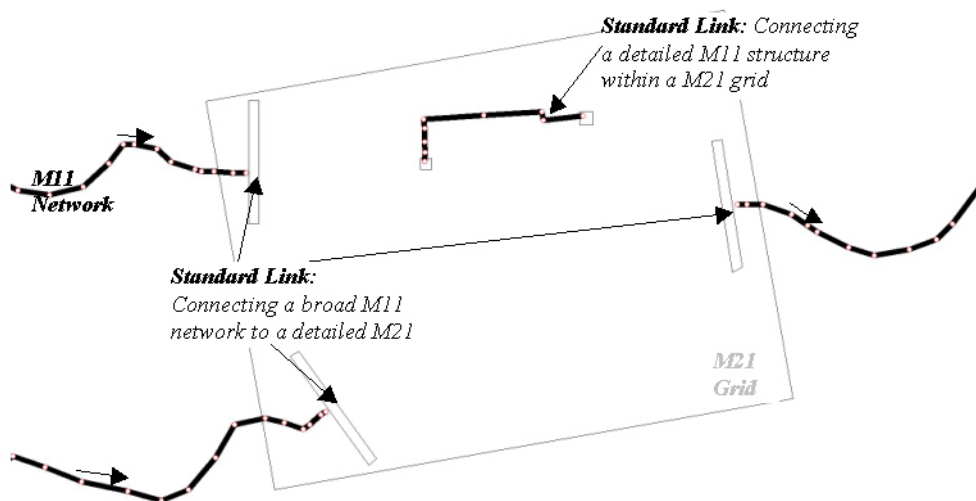 Standard Link: Connecting
a detailed M11 structure
within a M21 grid
M11
Network
Standard Link:
Connecting a broad M11
network to a detailed M21
M21
Grid